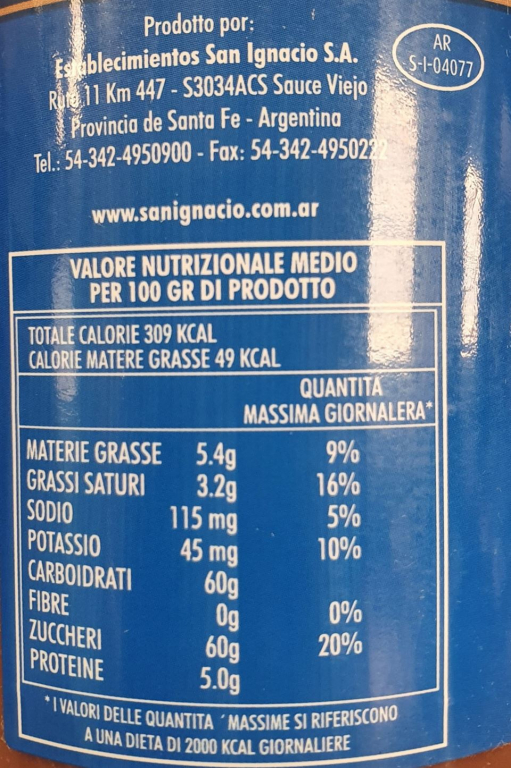 Prodotto por:
Establecimientos San Ignacio S.A.
Ruta 11 Km 447 - S3034ACS Sauce Viejo
Provincia de Santa Fe - Argentina
Tel.: 54-342-4950900 - Fax: 54-342-4950222
AR
S-I-04077
www.sanignacio.com.ar
VALORE NUTRIZIONALE MEDIO
PER 100 GR DI PRODOTTO
TOTALE CALORIE 309 KCAL
CALORIE MATERE GRASSE 49 KCAL
QUANTITA
MASSIMA GIORNALERA*
MATERIE GRASSE 5.4g 9%
GRASSI SATURI 3.2g 16%
SODIO 115 mg 5%
POTASSIO 45 mg 10%
CARBOIDRATI 60g
FIBRE 0g 0%
ZUCCHERI 60g 20%
PROTEINE 5.0g
*I VALORI DELLE QUANTITA ´MASSIME SI RIFERISCONO
A UNA DIETA DI 2000 KCAL GIORNALIERE